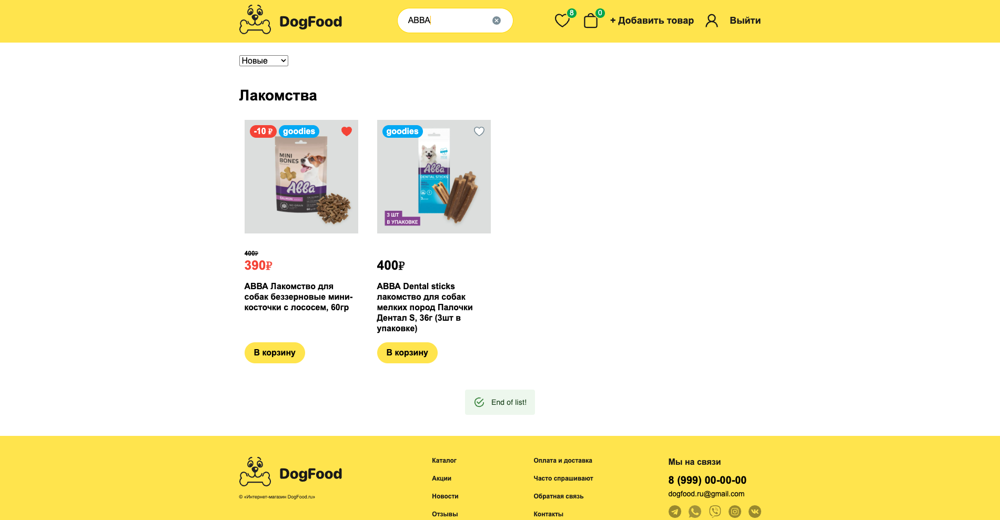 DogFood
ABBA
8
0
+ Добавить товар
Выйти
Новые
Лакомства
-10 ₽
goodies
MINI
BONES
Abba
SALMON
NO GRAIN
400₽
390₽
ABBA Лакомство для
собак беззерновые мини-
косточки с лососем, 60гр
В корзину
goodies
Abba
DENTAL STICKS
3 ШТ
В УПАКОВКЕ
400₽
ABBA Dental sticks
лакомство для собак
мелких пород Палочки
Дентал S, 36г (3шт в
упаковке)
В корзину
End of list!
DogFood
© «Интернет-магазин DogFood.ru»
Каталог
Акции
Новости
Отзывы
Оплата и доставка
Часто спрашивают
Обратная связь
Контакты
Мы на связи
8 (999) 00-00-00
dogfood.ru@gmail.com